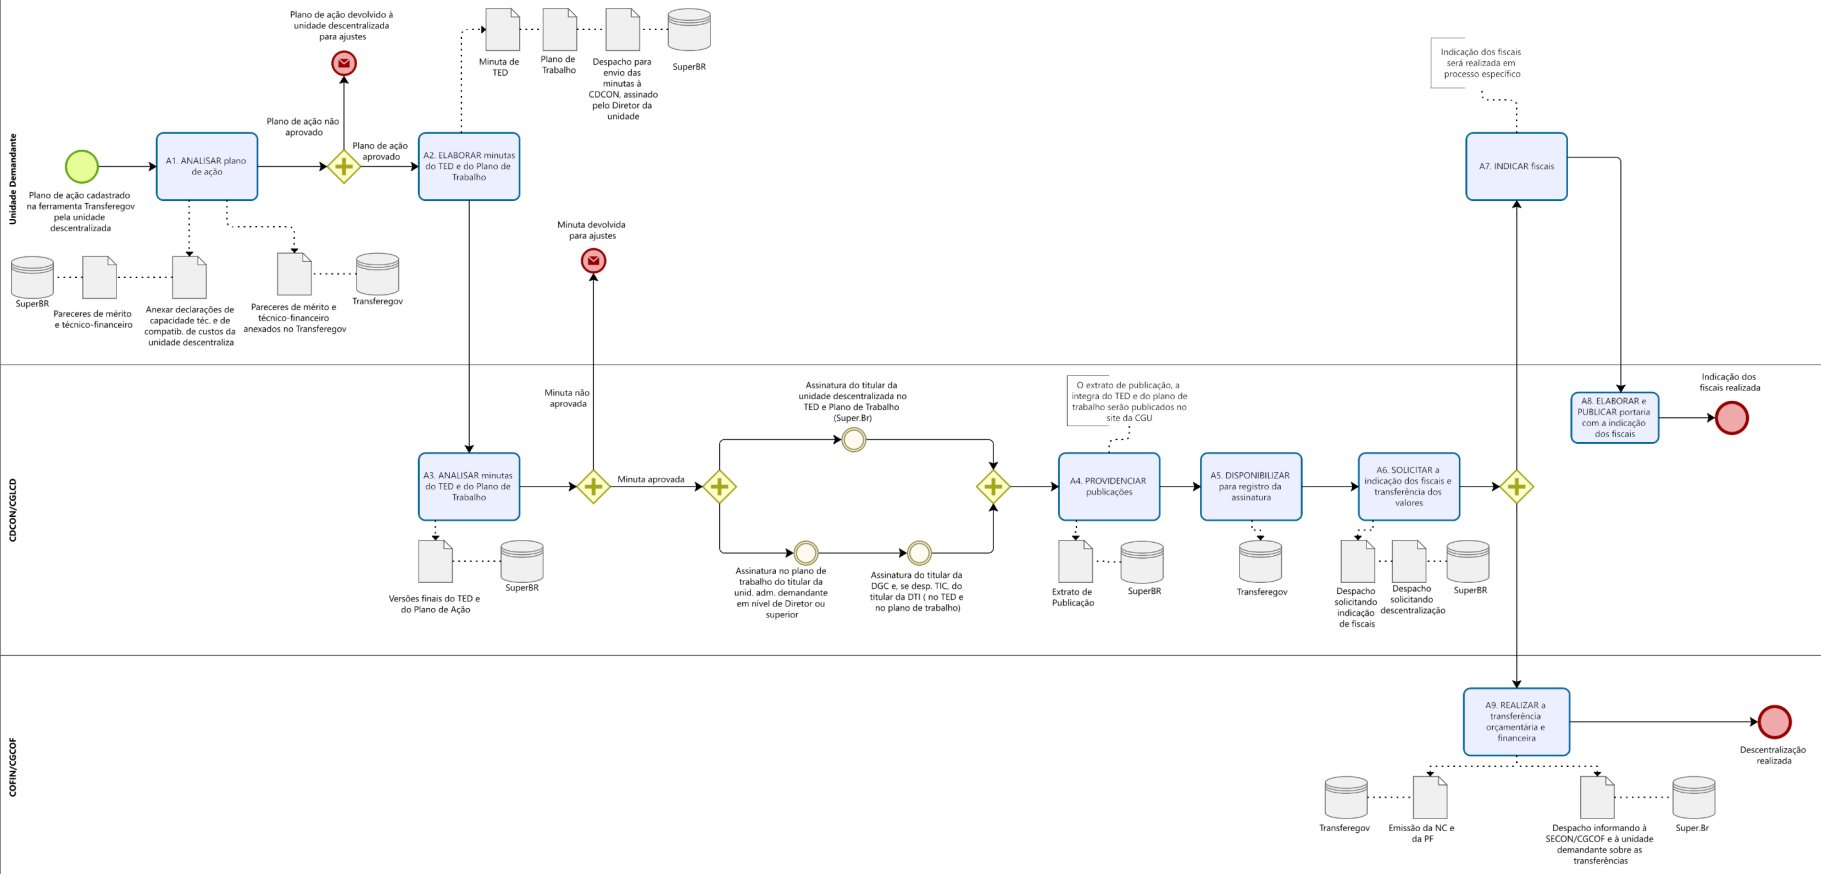 Unidade Demandante
Plano de ação cadastrado
na ferramenta Transferegov
pela unidade
descentralizada
A1. ANALISAR plano
de ação
SuperBR
Pareceres de mérito
e técnico-financeiro
Anexar declarações de
capacidade téc. e de
compatib. de custos da
unidade descentraliza
Pareceres de mérito e
técnico-financeiro
anexados no Transferegov
Transferegov
Plano de ação devolvido à
unidade descentralizada
para ajustes
Plano de ação não
aprovado
Plano de ação
aprovado
A2. ELABORAR minutas
do TED e do Plano de
Trabalho
Minuta de
TED
Plano de
Trabalho
Despacho para
envio das
minutas à
CDCON, assinado
pelo Diretor da
unidade
SuperBR
Minuta devolvida
para ajustes
Indicação dos fiscais
será realizada em
processo específico
A7. INDICAR fiscais
CDCON/CGLCD
A3. ANALISAR minutas
do TED e do Plano de
Trabalho
Versões finais do TED e
do Plano de Ação
SuperBR
Minuta não
aprovada
Minuta aprovada
Assinatura do titular da
unidade descentralizada no
TED e Plano de Trabalho
(Super.Br)
Assinatura no plano de
trabalho do titular da
unid. adm. demandante
em nível de Diretor ou
superior
Assinatura do titular da
DGC e, se desp. TIC, do
titular da DTI ( no TED e
no plano de trabalho)
O extrato de publicação, a
integra do TED e do plano de
trabalho serão publicados no
site da CGU
A4. PROVIDENCIAR
publicações
Extrato de
Publicação
SuperBR
A5. DISPONIBILIZAR
para registro da
assinatura
Transferegov
A6. SOLICITAR a
indicação dos fiscais e
transferência dos
valores
Despacho
solicitando
indicação
de fiscais
Despacho
solicitando
descentralização
SuperBR
A8. ELABORAR e
PUBLICAR portaria
com a indicação
dos fiscais
Indicação dos
fiscais realizada
COFIN/CGCOF
A9. REALIZAR a
transferência
orçamentária e
financeira
Descentralização
realizada
Transferegov
Emissão da NC e
da PF
Despacho informando à
SECON/CGCOF e à unidade
demandante sobre as
transferências
Super.Br